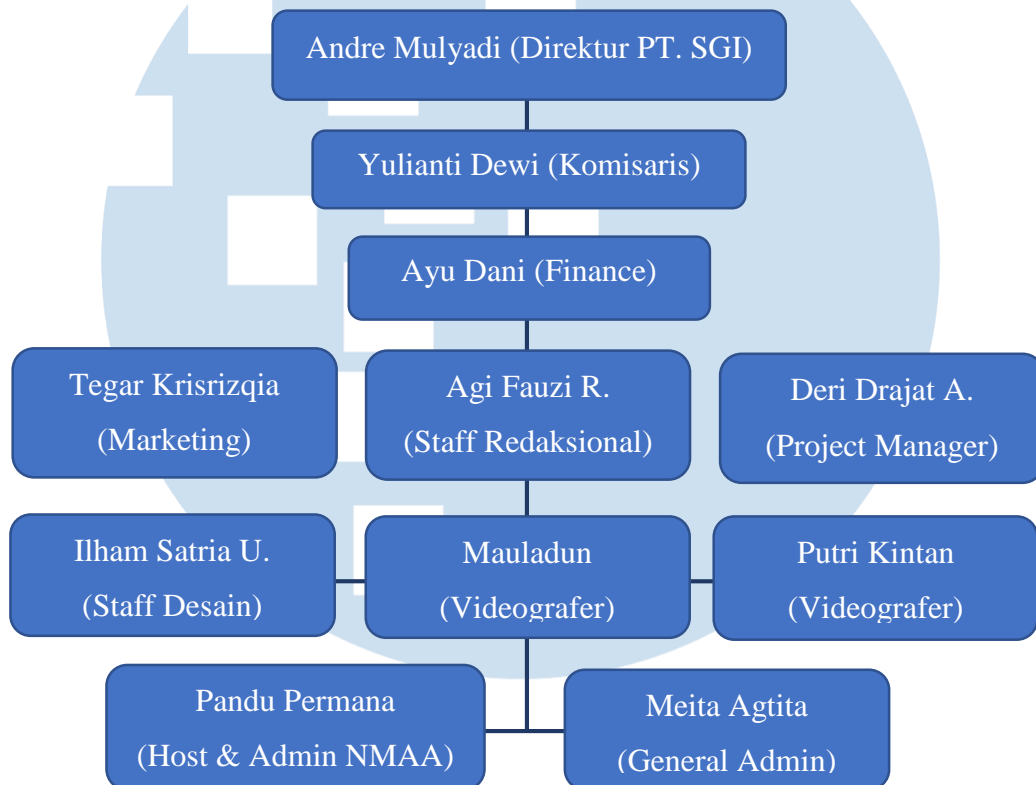 Andre Mulyadi (Direktur PT. SGI)
Yulianti Dewi (Komisaris)
Ayu Dani (Finance)
Tegar Krisrizqia
(Marketing)
Agi Fauzi R.
(Staff Redaksional)
Deri Drajat A.
(Project Manager)
Ilham Satria U.
(Staff Desain)
Mauladun
(Videografer)
Putri Kintan
(Videografer)
Pandu Permana
(Host & Admin NMAA)
Meita Agtita
(General Admin)